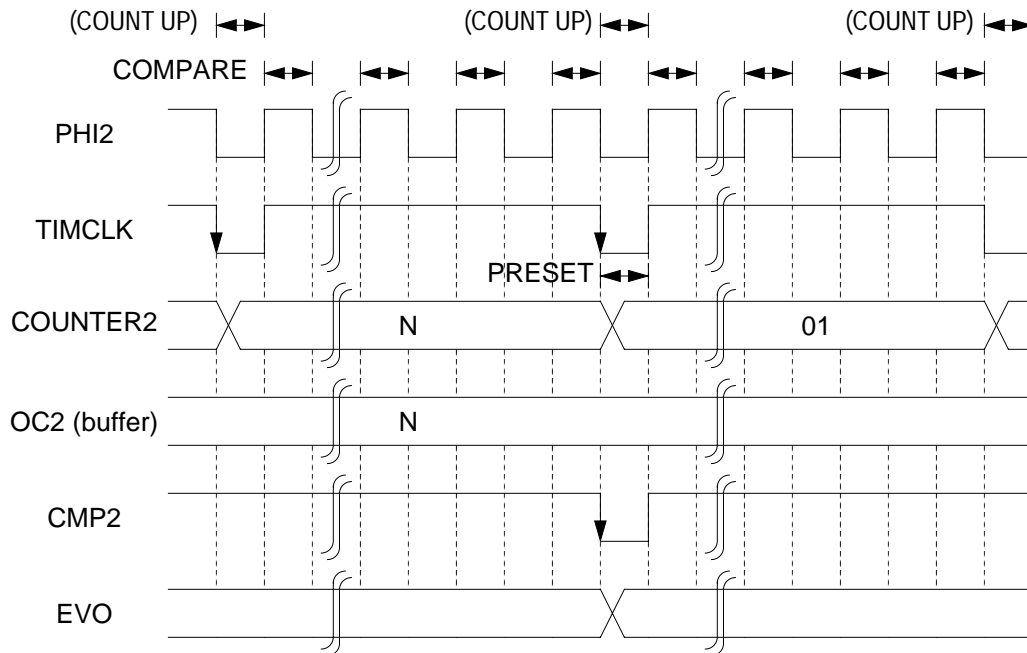 (COUNT UP) (COUNT UP) (COUNT UP)
COMPARE
PHI2
TIMCLK
PRESET
COUNTER2 N 01
OC2 (buffer) N
CMP2
EVO